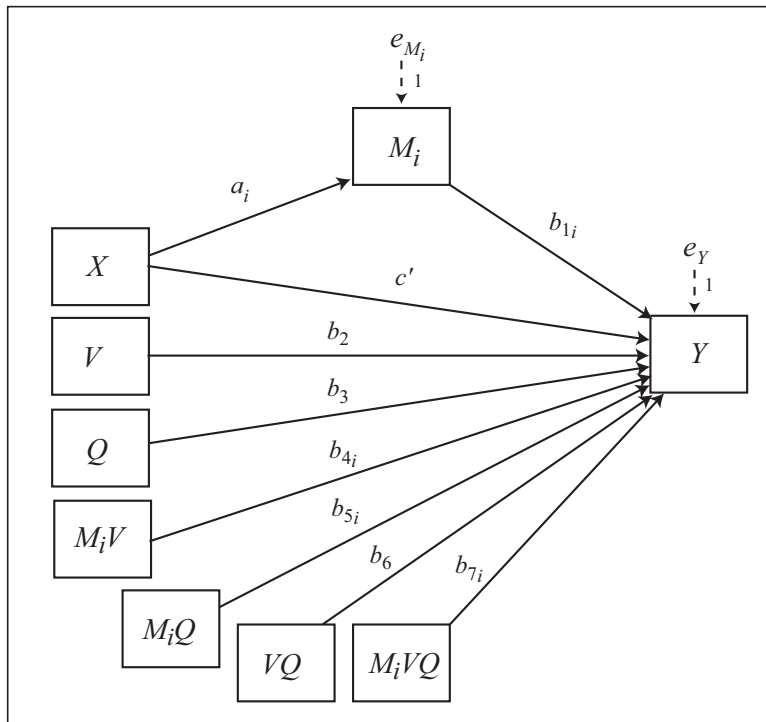 e_{M_i}
1
M_i
a_i
b_{1i}
X
e_Y
1
c′
V
b_2
Y
b_3
Q
b_{4i}
M_iV
b_{5i}
b_6
b_{7i}
M_iQ
VQ
M_iVQ